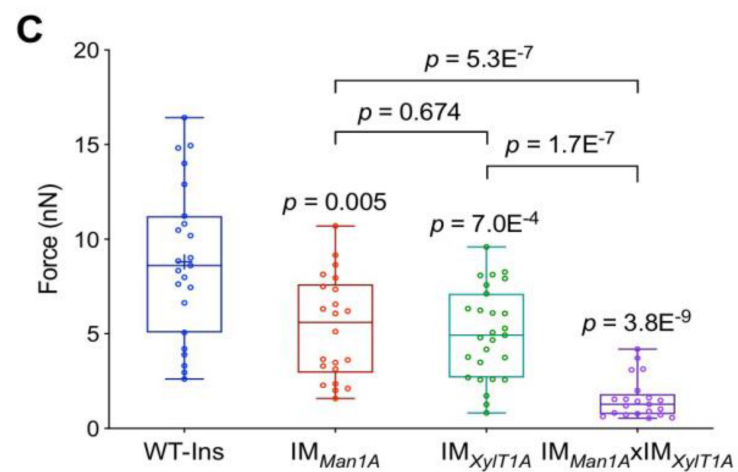 C
20
p = 5.3E-7
p = 0.674
15
p = 1.7E-7
p = 0.005
p = 7.0E-4
10
Force (nN)
p = 3.8E-9
5
0
WT-Ins IMMan1A IMXylT1A IMMan1AxIMXylT1A